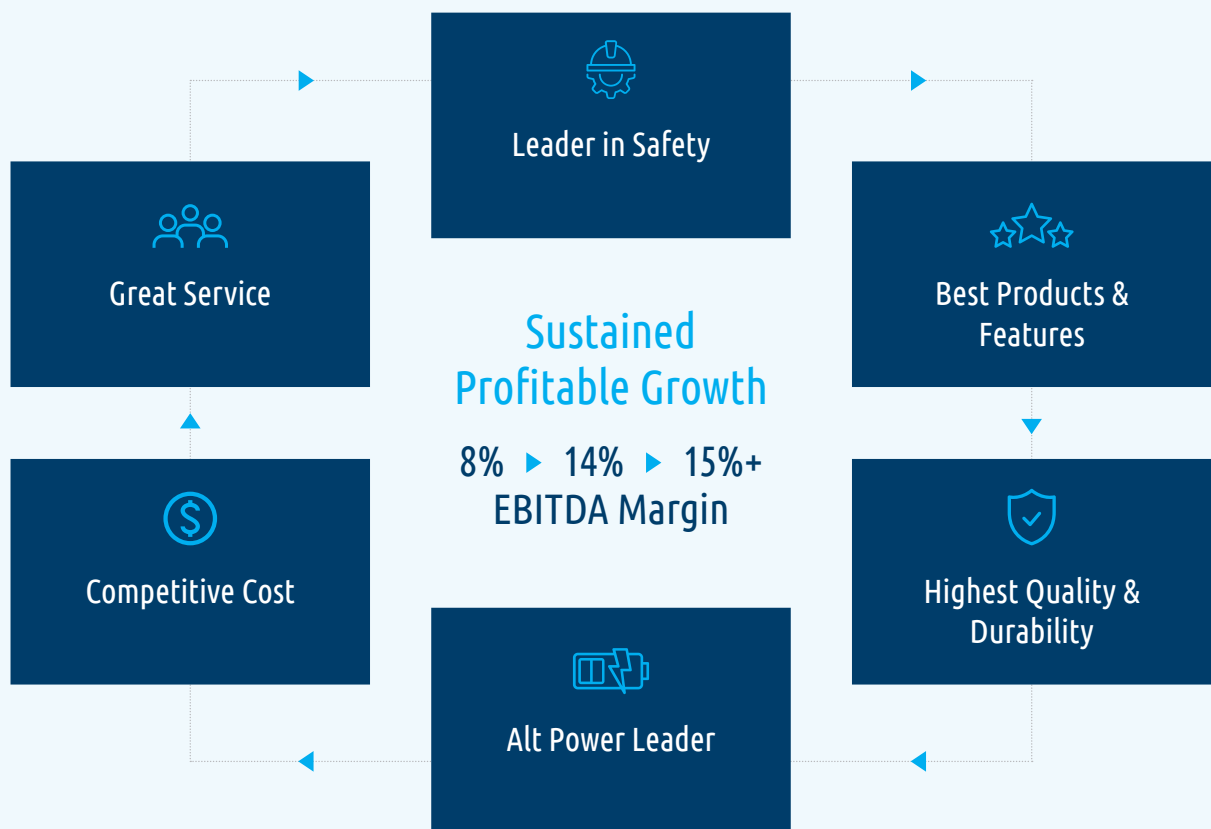 Leader in Safety
Great Service
Best Products &
Features
Sustained
Profitable Growth
8% ▶ 14% ▶ 15%+
EBITDA Margin
Competitive Cost
Highest Quality &
Durability
Alt Power Leader